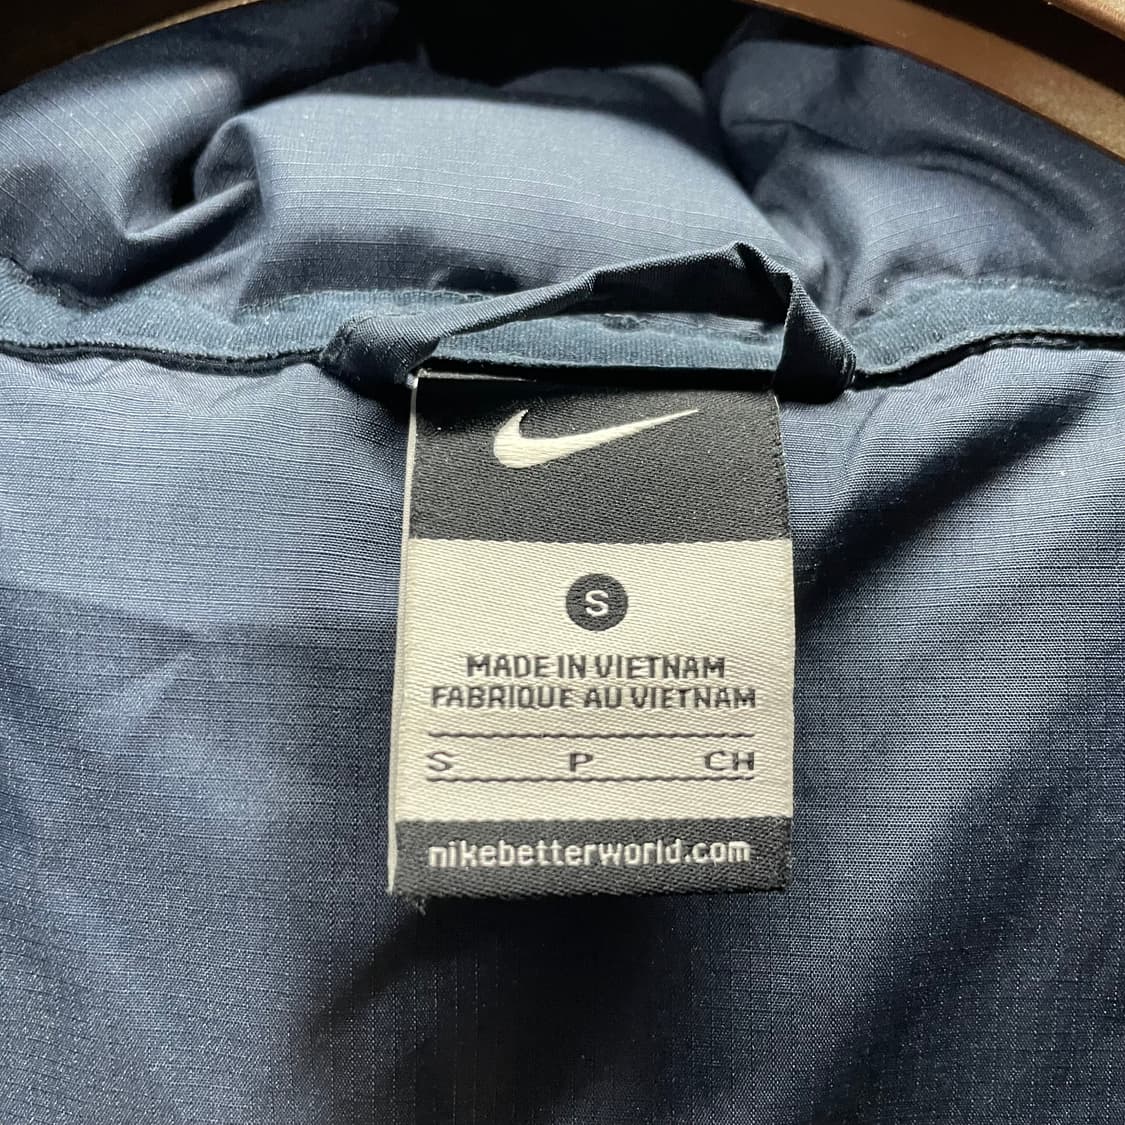 S
MADE IN VIETNAM
FABRIQUE AU VIETNAM
S P CH
nikebetterworld.com